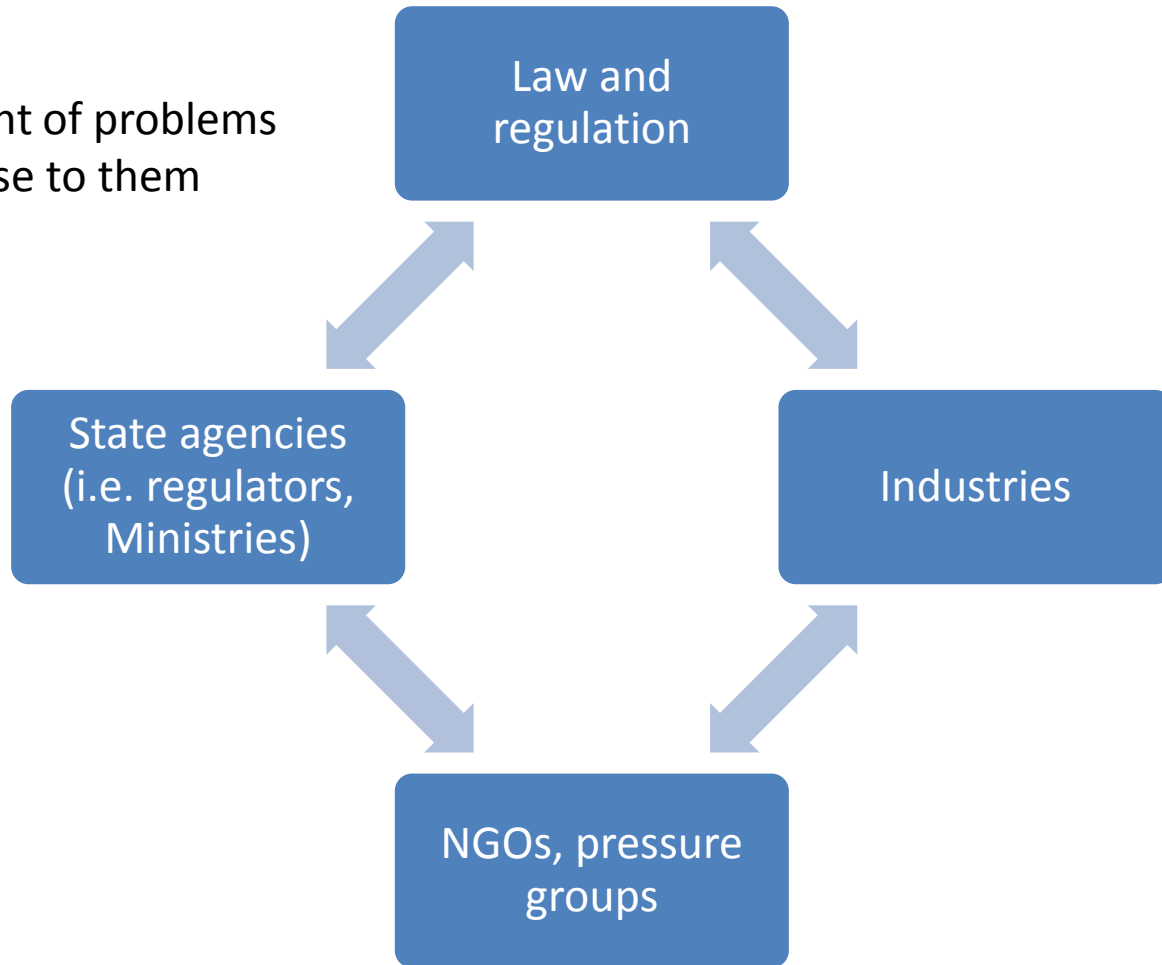 Law and
regulation
nt of problems
se to them
State agencies
(i.e. regulators,
Ministries)
Industries
NGOs, pressure
groups